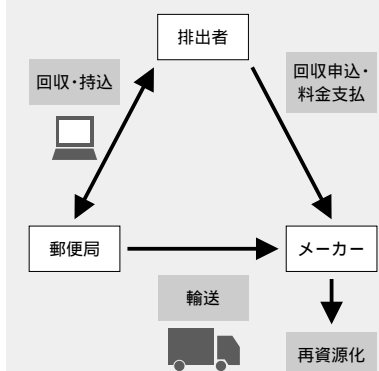 排出者
回収・持込
回収申込・
料金支払
郵便局
メーカー
輸送
再資源化